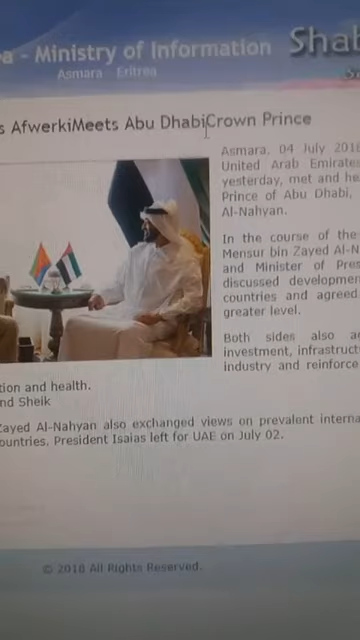 a - Ministry of Information
Shab
Asmara - Eritrea
s AfwerkiMeets Abu DhabiCrown Prince
Asmara, 04 July 2018
United Arab Emirates
yesterday, met and he
Prince of Abu Dhabi,
Al-Nahyan.
In the course of the
Mensur bin Zayed Al-N
and Minister of Pres
discussed developmen
countries and agreed
greater level.
Both sides also a
investment, infrastruct
industry and reinforce
tion and health.
nd Sheik
Zayed Al-Nahyan also exchanged views on prevalent interna
ountries. President Isaias left for UAE on July 02.
© 2018 All Rights Reserved.